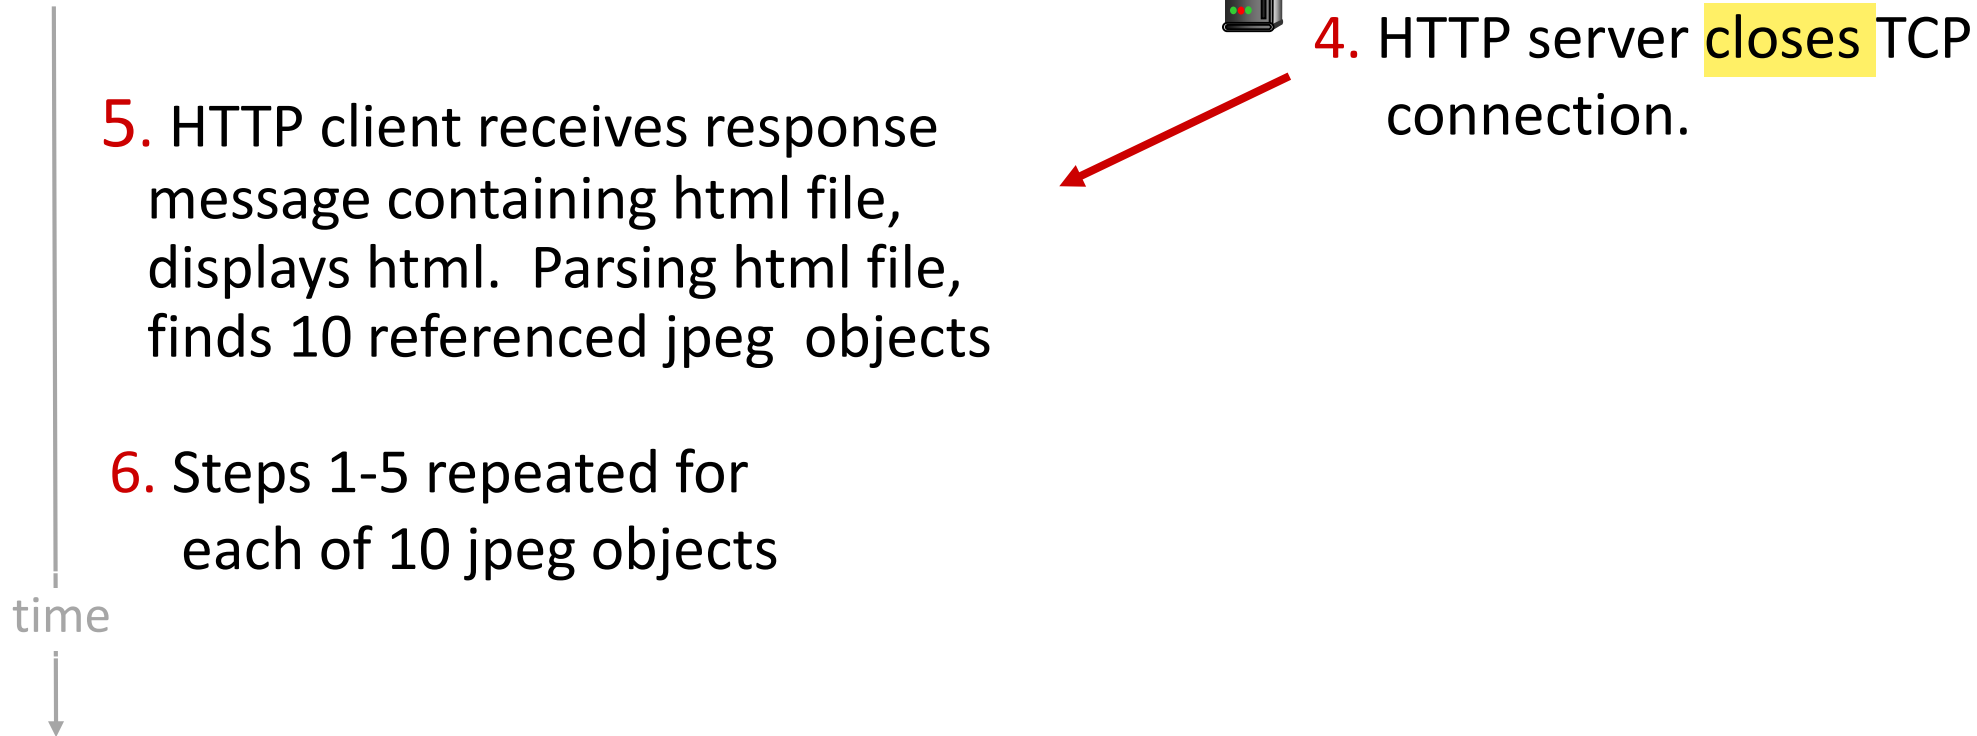 4. HTTP server closes TCP
connection.
5. HTTP client receives response
message containing html file,
displays html.  Parsing html file,
finds 10 referenced jpeg  objects
6. Steps 1-5 repeated for
each of 10 jpeg objects
time